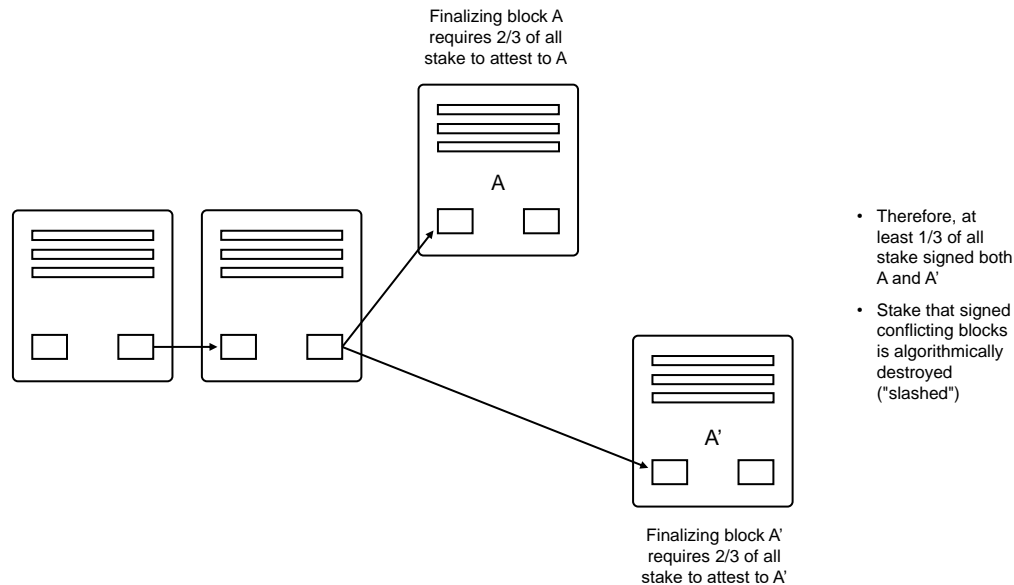 Finalizing block A
requires 2/3 of all
stake to attest to A
A
• Therefore, at
least 1/3 of all
stake signed both
A and A’
• Stake that signed
conflicting blocks
is algorithmically
destroyed
("slashed")
A’
Finalizing block A’
requires 2/3 of all
stake to attest to A’